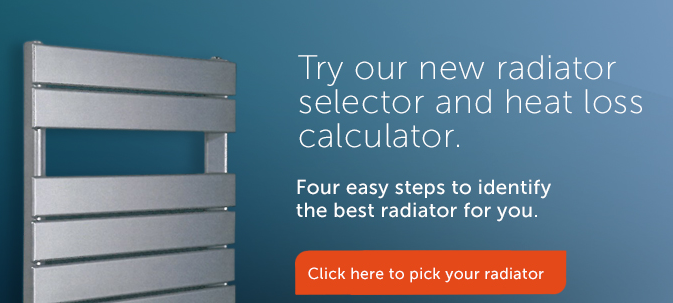 Try our new radiator
selector and heat loss
calculator.
Four easy steps to identify
the best radiator for you.
Click here to pick your radiator